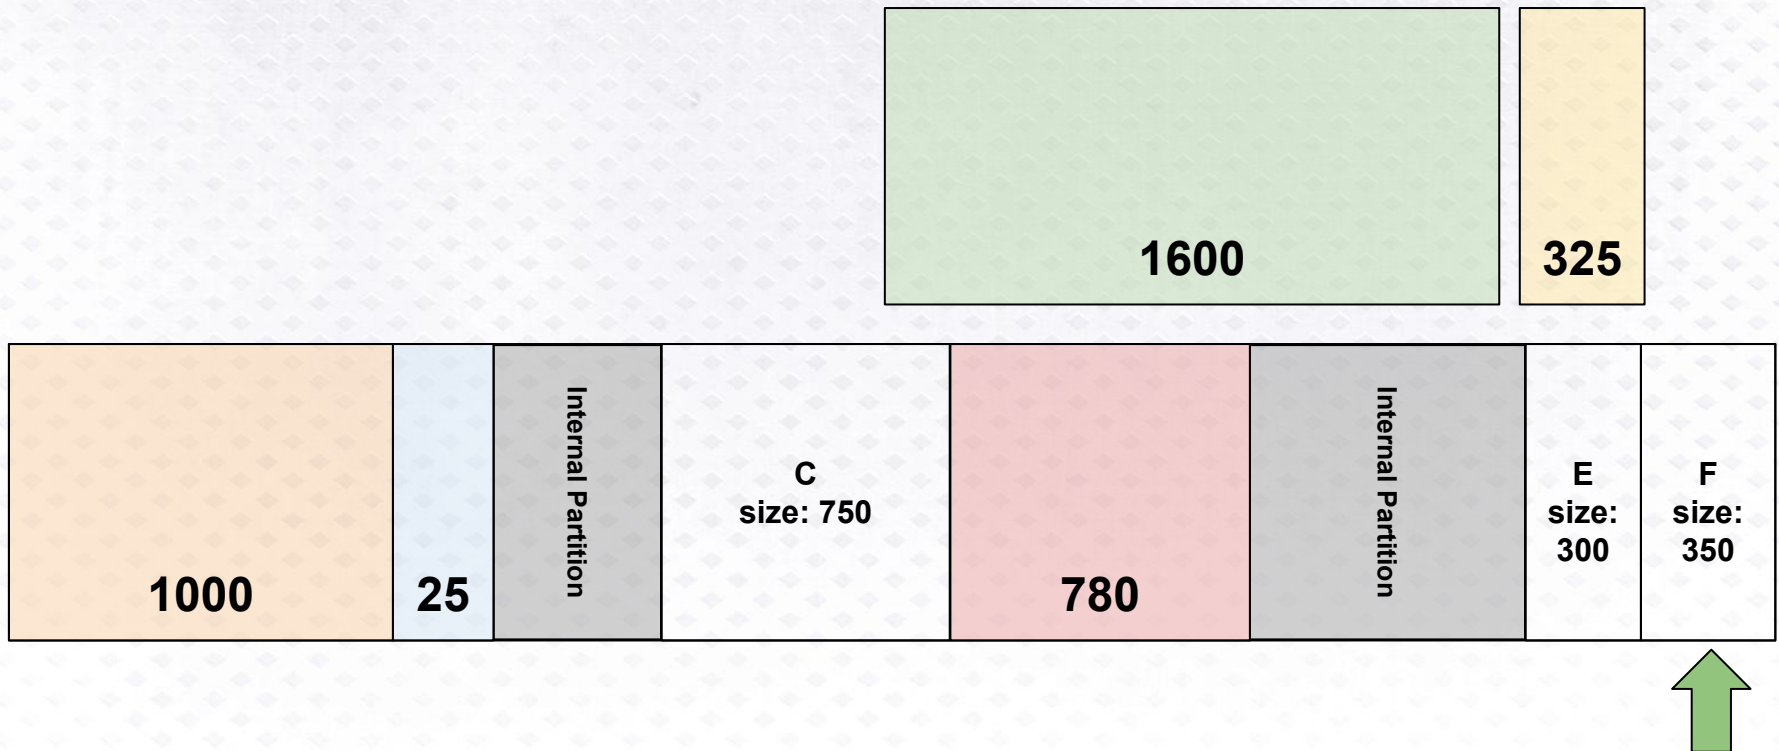 1600
325
1000
25
Internal Partition
C
size: 750
780
Internal Partition
E
size:
300
F
size:
350